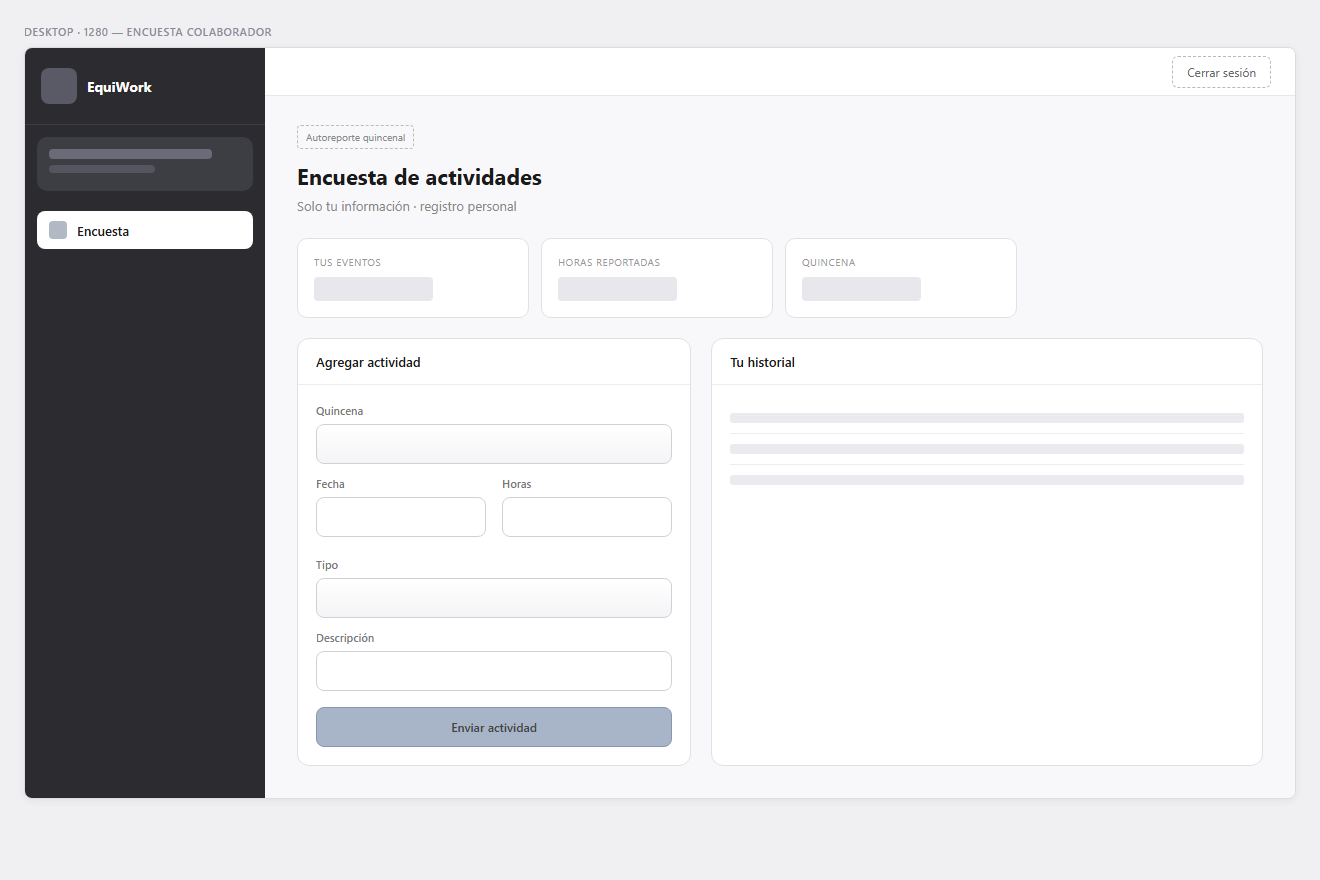 DESKTOP · 1280 — ENCUESTA COLABORADOR
EquiWork
Encuesta
Cerrar sesión
Autoreporte quincenal
Encuesta de actividades
Solo tu información · registro personal
TUS EVENTOS
HORAS REPORTADAS
QUINCENA
Agregar actividad
Quincena
Fecha
Horas
Tipo
Descripción
Enviar actividad
Tu historial